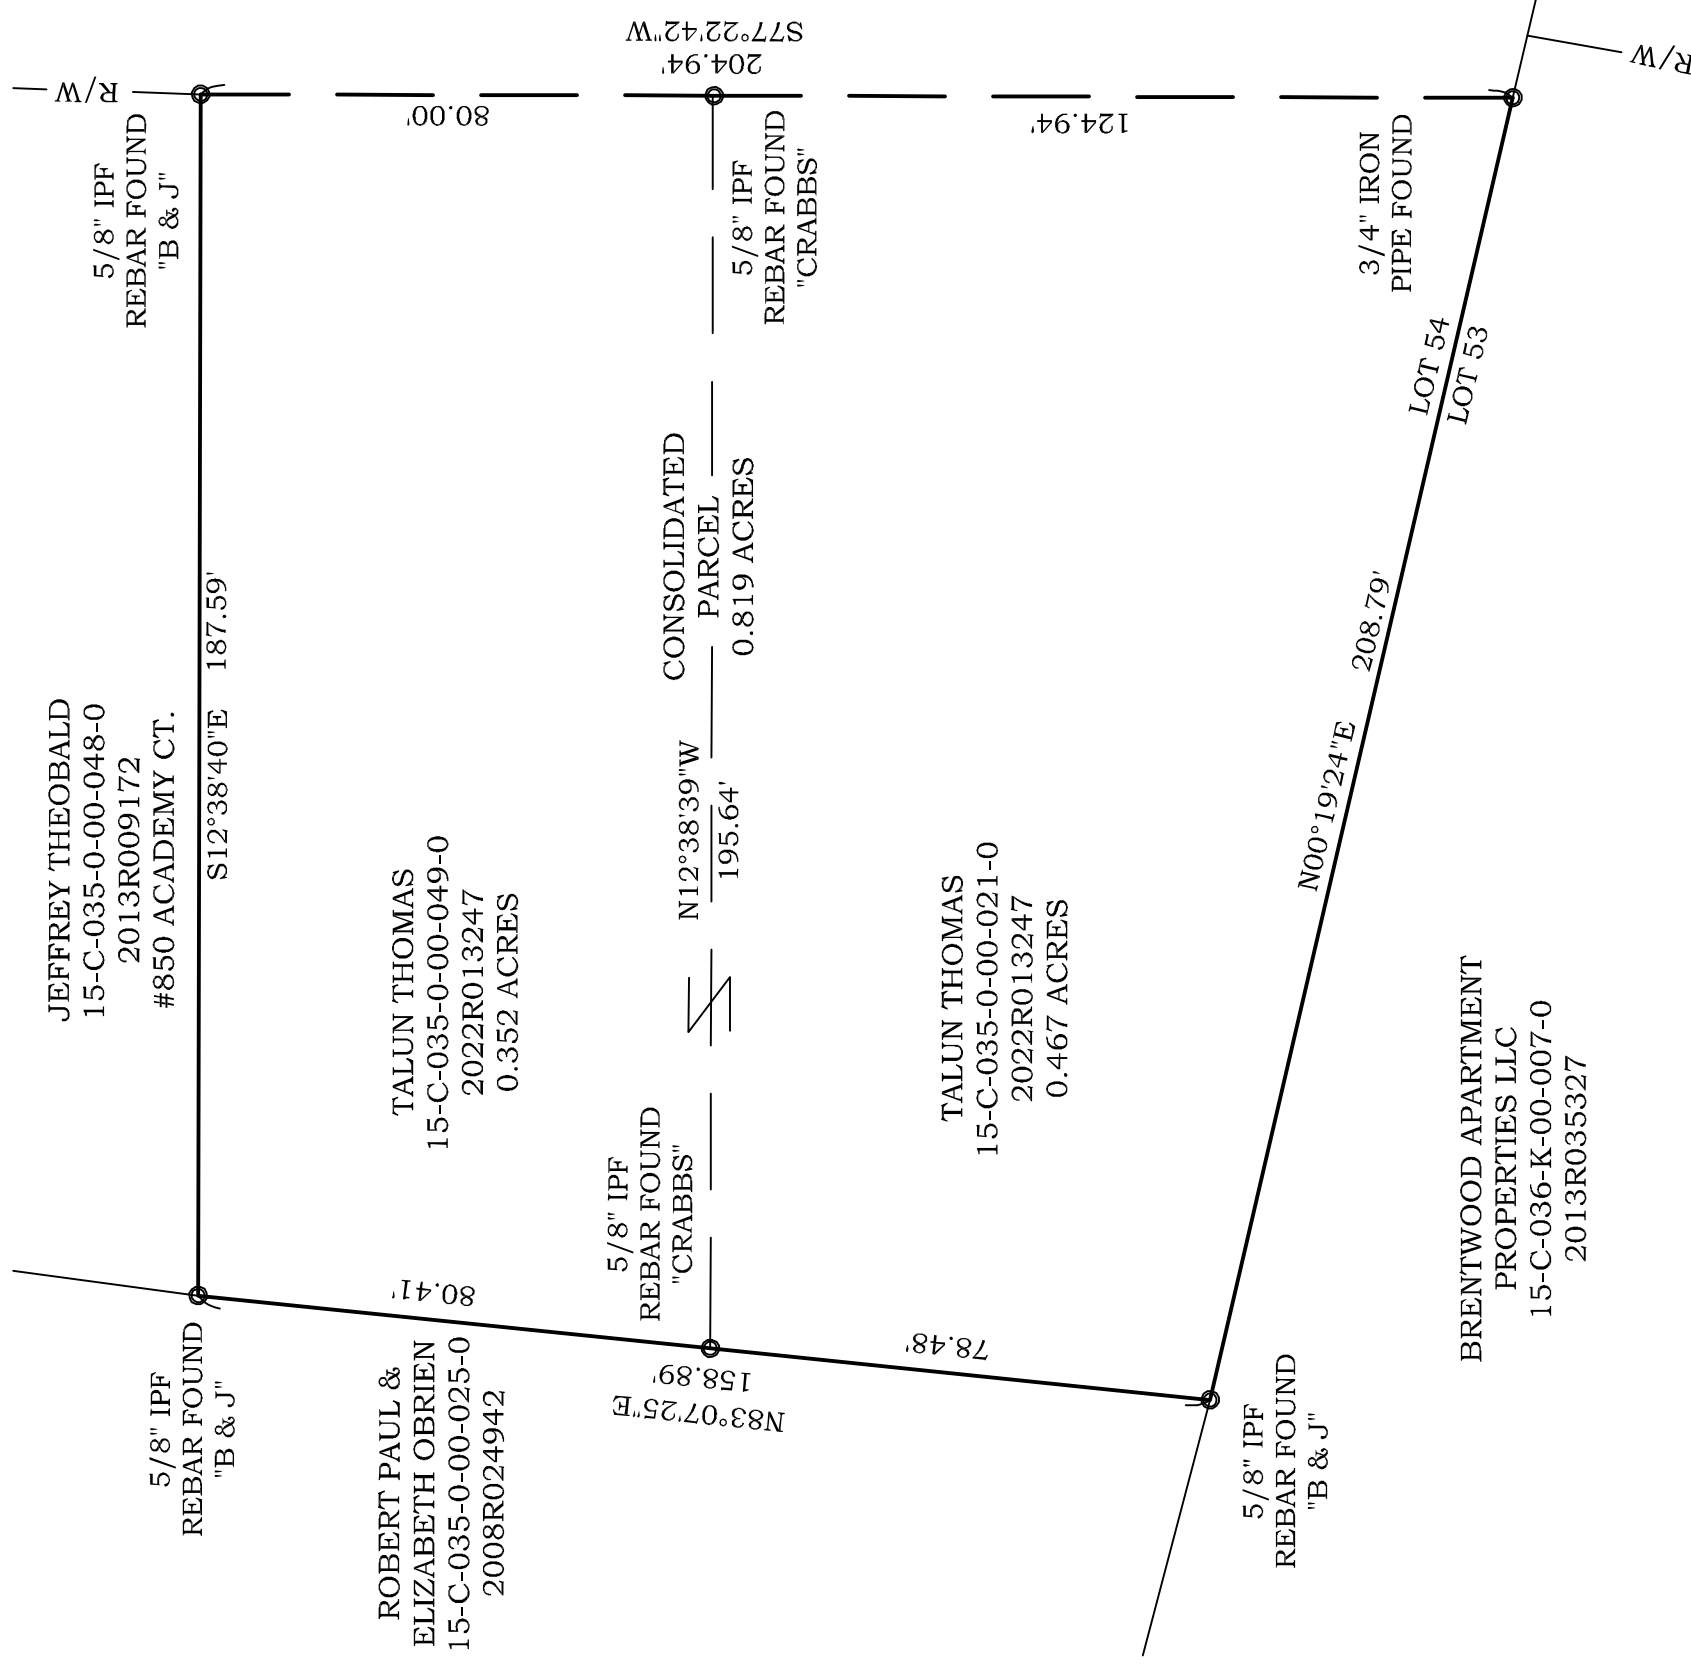 S77°22'42"W
204.94'
R/W
80.00'
124.94'
R/W
5/8" IPF
REBAR FOUND
"B & J"
5/8" IPF
REBAR FOUND
"CRABBS"
3/4" IRON
PIPE FOUND
LOT 54
LOT 53
CONSOLIDATED
PARCEL
0.819 ACRES
S12°38'40"E 187.59'
N12°38'39"W
195.64'
N00°19'24"E 208.79'
JEFFREY THEOBALD
15-C-035-0-00-048-0
2013R009172
#850 ACADEMY CT.
TALUN THOMAS
15-C-035-0-00-049-0
2022R013247
0.352 ACRES
TALUN THOMAS
15-C-035-0-00-021-0
2022R013247
0.467 ACRES
BRENTWOOD APARTMENT
PROPERTIES LLC
15-C-036-K-00-007-0
2013R035327
5/8" IPF
REBAR FOUND
"CRABBS"
80.41'
78.48'
158.89'
N83°07'25"E
5/8" IPF
REBAR FOUND
"B & J"
ROBERT PAUL &
ELIZABETH OBRIEN
15-C-035-0-00-025-0
2008R024942
5/8" IPF
REBAR FOUND
"B & J"